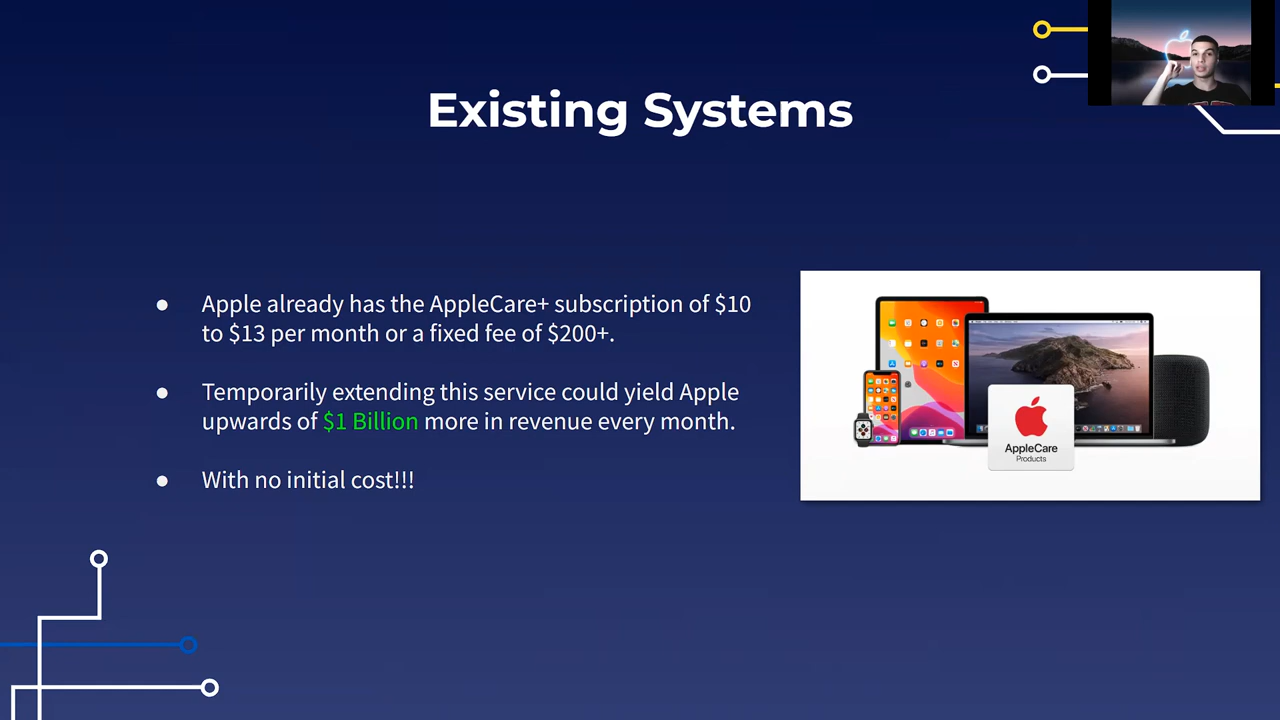 Existing Systems
● Apple already has the AppleCare+ subscription of $10
to $13 per month or a fixed fee of $200+.
● Temporarily extending this service could yield Apple
upwards of $1 Billion more in revenue every month.
● With no initial cost!!!
AppleCare
Products